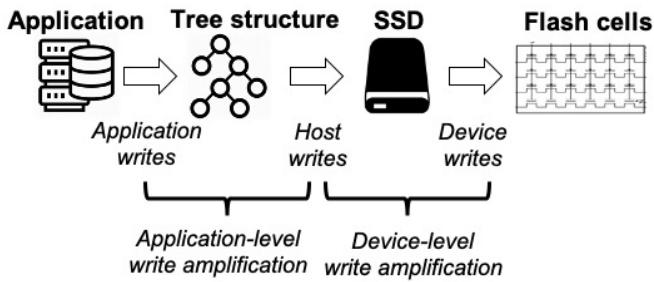 Application
Tree structure
SSD
Flash cells
Application
writes
Host
writes
Device
writes
Application-level
write amplification
Device-level
write amplification